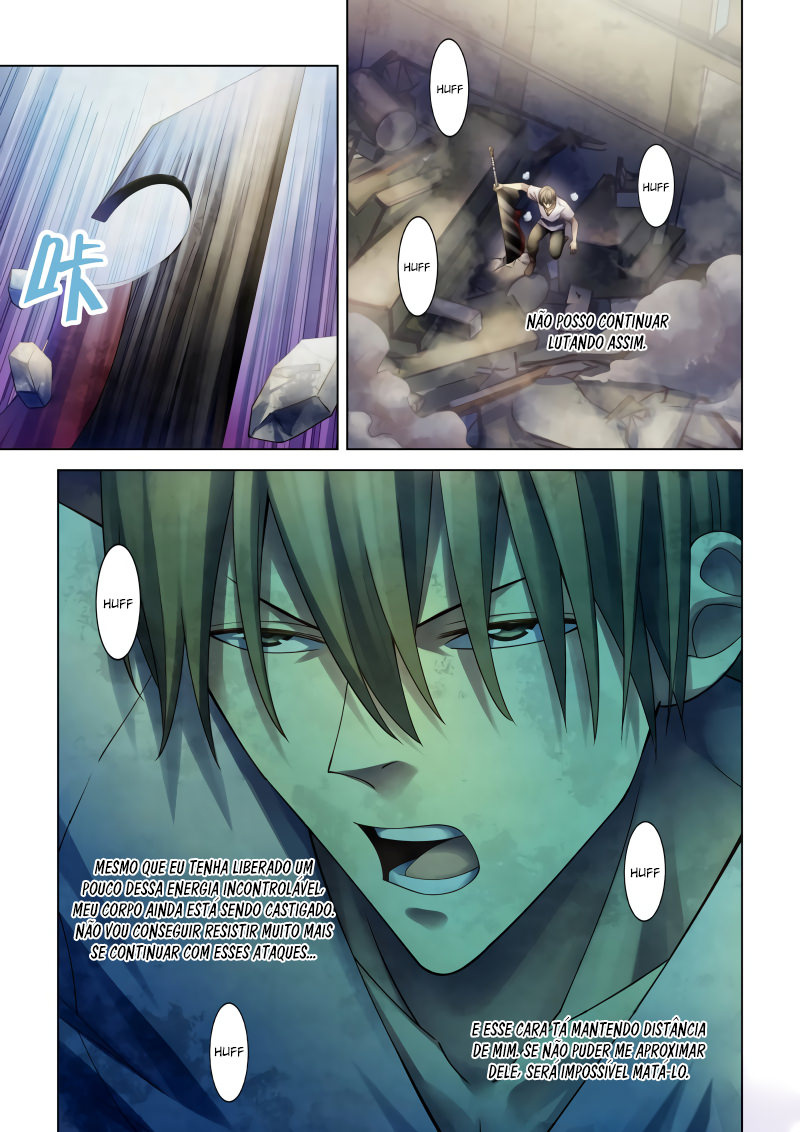 HUFF
HUFF
HUFF
NÃO POSSO CONTINUAR
LUTANDO ASSIM.
咔
HUFF
HUFF
MESMO QUE EU TENHA LIBERADO UM
POUCO DESSA ENERGIA INCONTROLÁVEL,
MEU CORPO AINDA ESTÁ SENDO CASTIGADO.
NÃO VOU CONSEGUIR RESISTIR MUITO MAIS
SE CONTINUAR COM ESSES ATAQUES...
HUFF
E ESSE CARA TÁ MANTENDO DISTÂNCIA
DE MIM. SE NÃO PUDER ME APROXIMAR
DELE, SERÁ IMPOSSÍVEL MATÁ-LO.